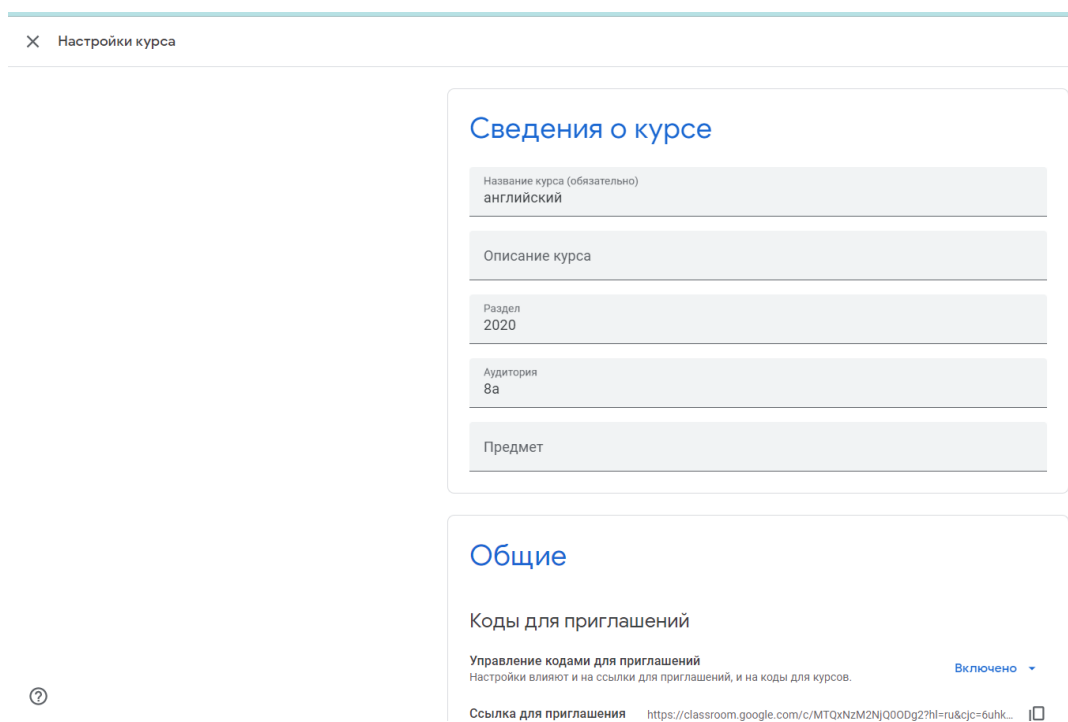 Настройки курса
Сведения о курсе
Название курса (обязательно)
английский
Описание курса
Раздел
2020
Аудитория
8а
Предмет
Общие
Коды для приглашений
Управление кодами для приглашений
Включено
Настройки влияют и на ссылки для приглашений, и на коды для курсов.
Ссылка для приглашения https://classroom.google.com/c/MTQxNzM2NjQ0ODg2?hl=ru&cjc=6uhk...